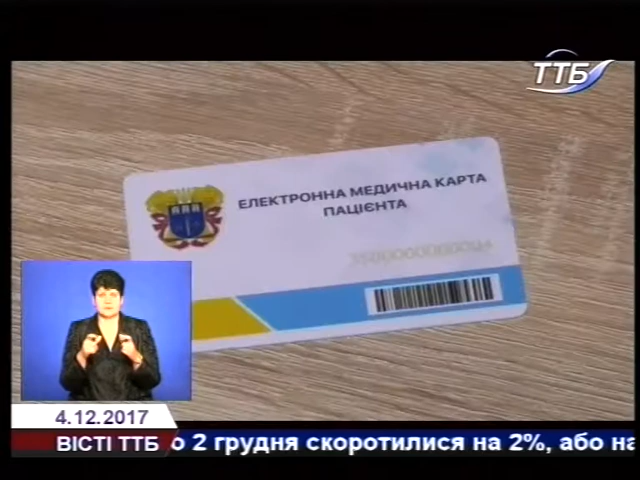 ТТБ
ЕЛЕКТРОННА МЕДИЧНА КАРТА
ПАЦІЄНТА
4.12.2017
ВІСТІ ТТБ
о 2 грудня скоротилися на 2%, або на